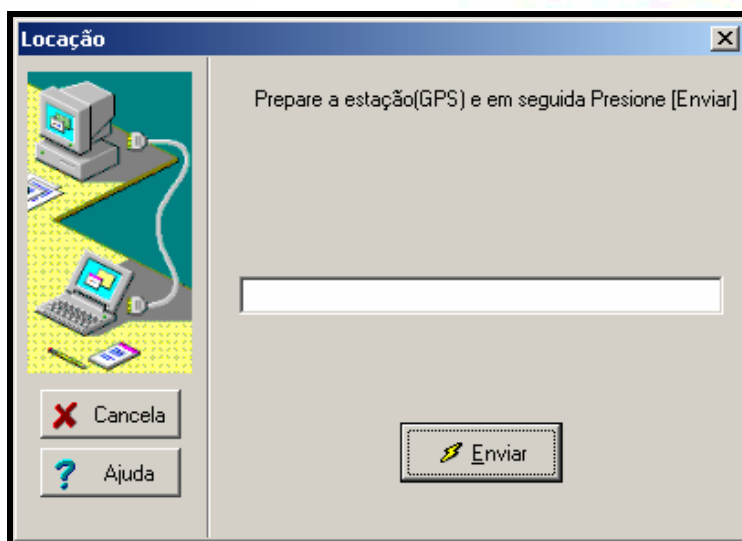 Locação
Prepare a estação(GPS) e em seguida Presione [Enviar]
Cancela
Enviar
Ajuda